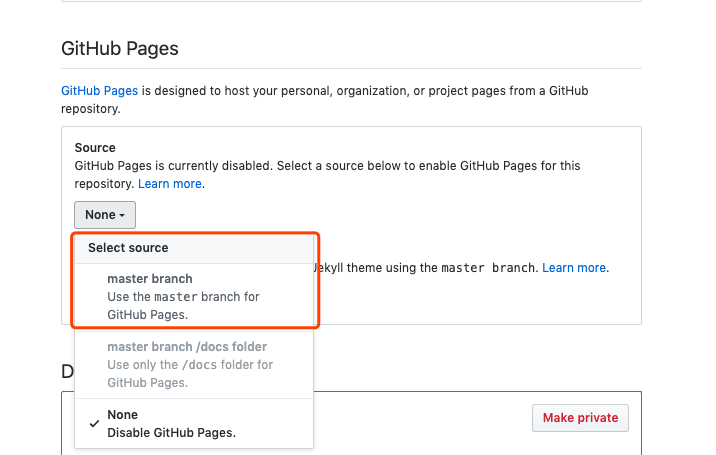 GitHub Pages
GitHub Pages is designed to host your personal, organization, or project pages from a GitHub
repository.
Source
GitHub Pages is currently disabled. Select a source below to enable GitHub Pages for this
repository. Learn more.
None
Select source
Jekyll theme using the master branch. Learn more.
master branch
Use the master branch for
GitHub Pages.
master branch /docs folder
Use only the /docs folder for
GitHub Pages.
D
None
Disable GitHub Pages.
Make private